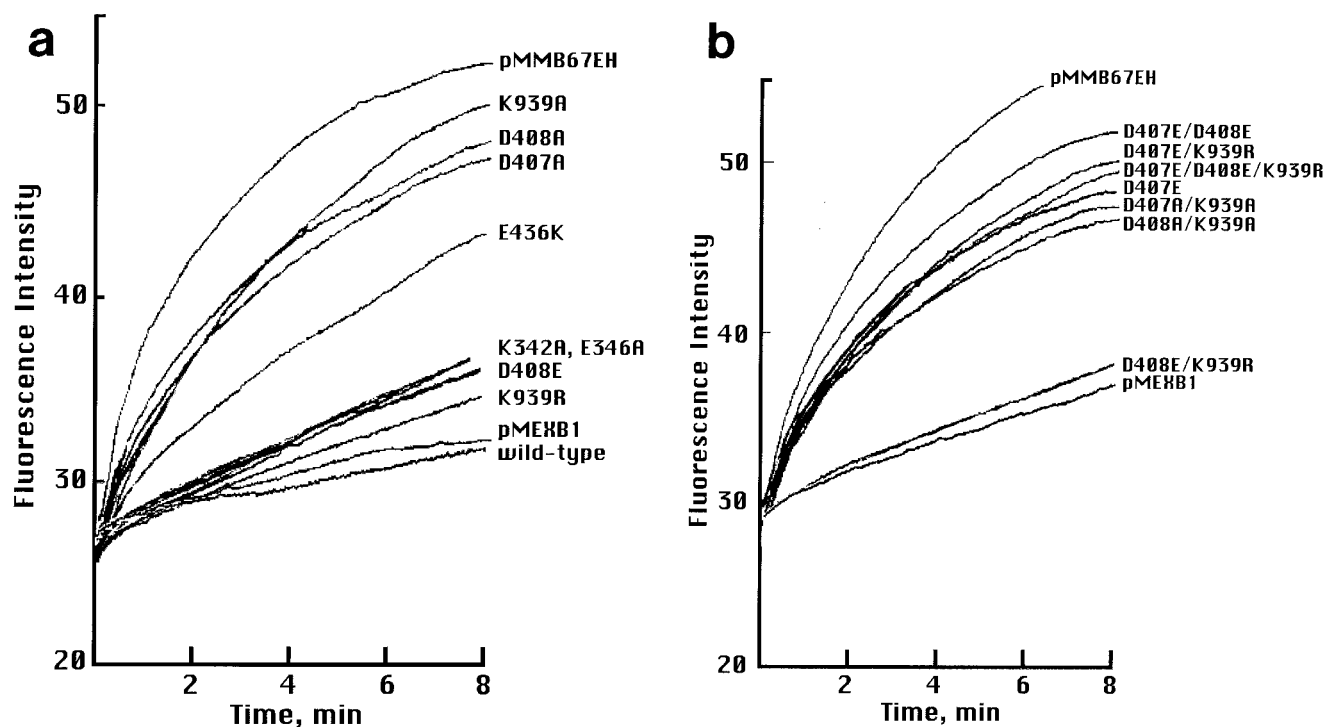 a
Fluorescence Intensity
50
40
30
20
2
4
6
8
Time, min
pMMB67EH
K939A
D408A
D407A
E436K
K342A, E346A
D408E
K939R
pMEXB1
wild-type
b
Fluorescence Intensity
50
40
30
20
2
4
6
8
Time, min
pMMB67EH
D407E/D408E
D407E/K939R
D407E/D408E/K939R
D407E
D407A/K939A
D408A/K939A
D408E/K939R
pMEXB1